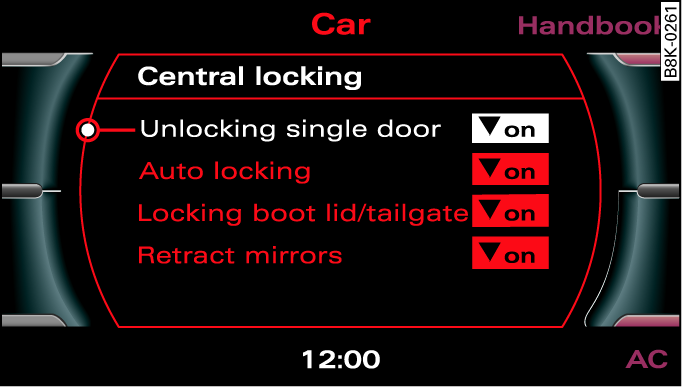 Car
Handbook
B8K-0261
Central locking
Unlocking single door ▼on
Auto locking ▼on
Locking boot lid/tailgate ▼on
Retract mirrors ▼on
12:00
AC